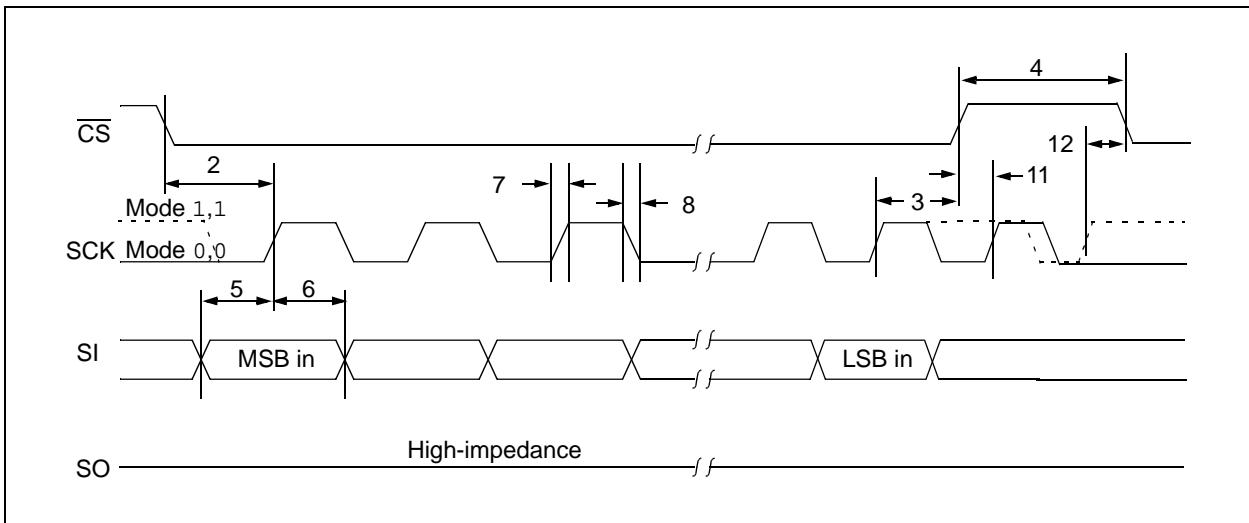 4
CS
12
2
7
8
3
11
Mode 1,1
SCK Mode 0,0
5
6
SI
MSB in
LSB in
High-impedance
SO